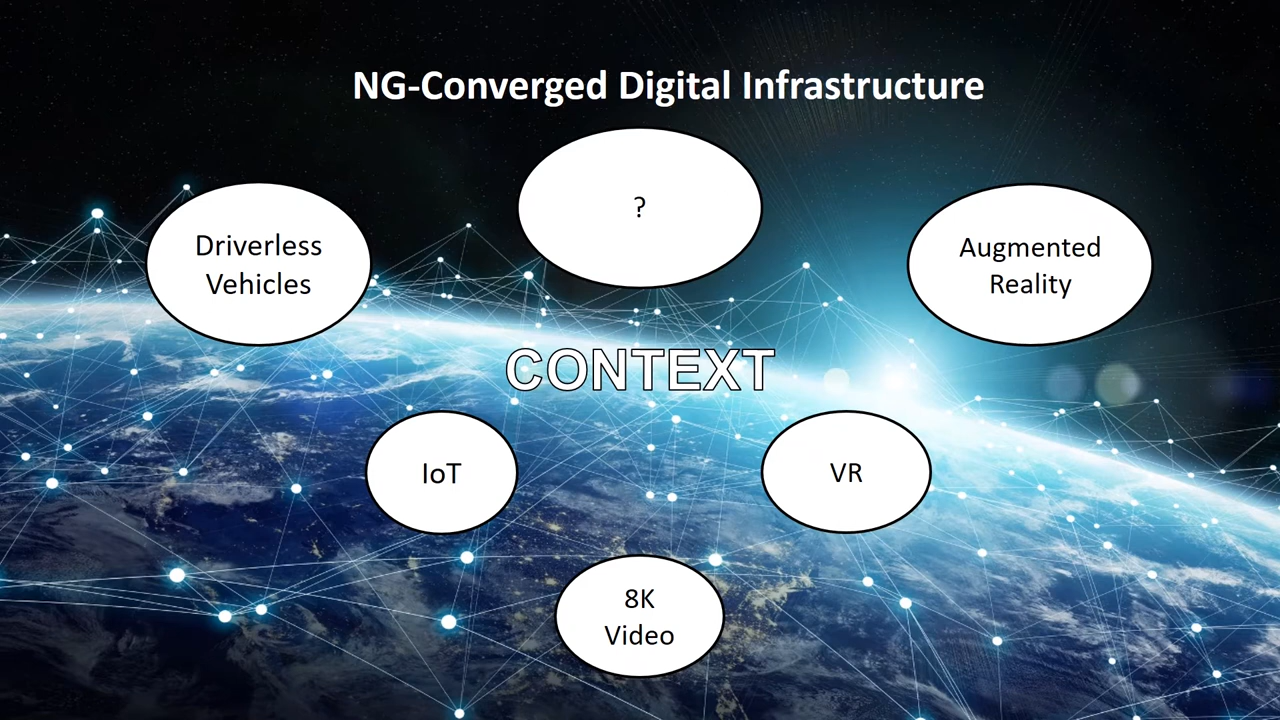 NG-Converged Digital Infrastructure
?
Driverless
Vehicles
Augmented
Reality
CONTEXT
IoT
VR
8K
Video